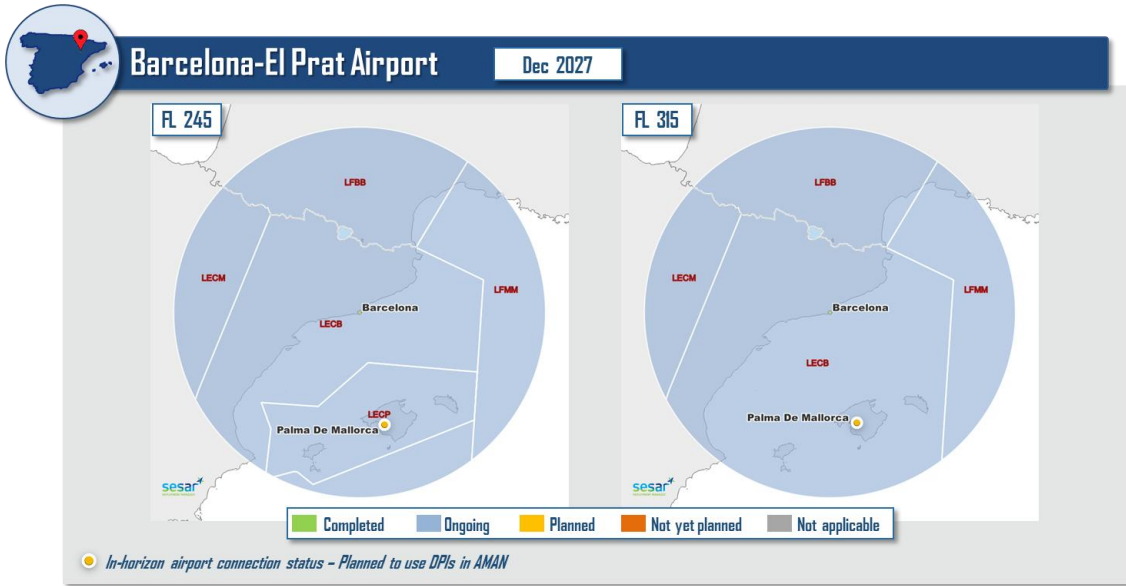 Barcelona-El Prat Airport
Dec 2027
FL 245
LFBB
LECM
LFMM
Barcelona
LECB
LECP
Palma De Mallorca
sesar
FL 315
LFBB
LECM
LFMM
Barcelona
LECB
Palma De Mallorca
sesar
Completed
Ongoing
Planned
Not yet planned
Not applicable
In-horizon airport connection status – Planned to use DPIs in AMAN